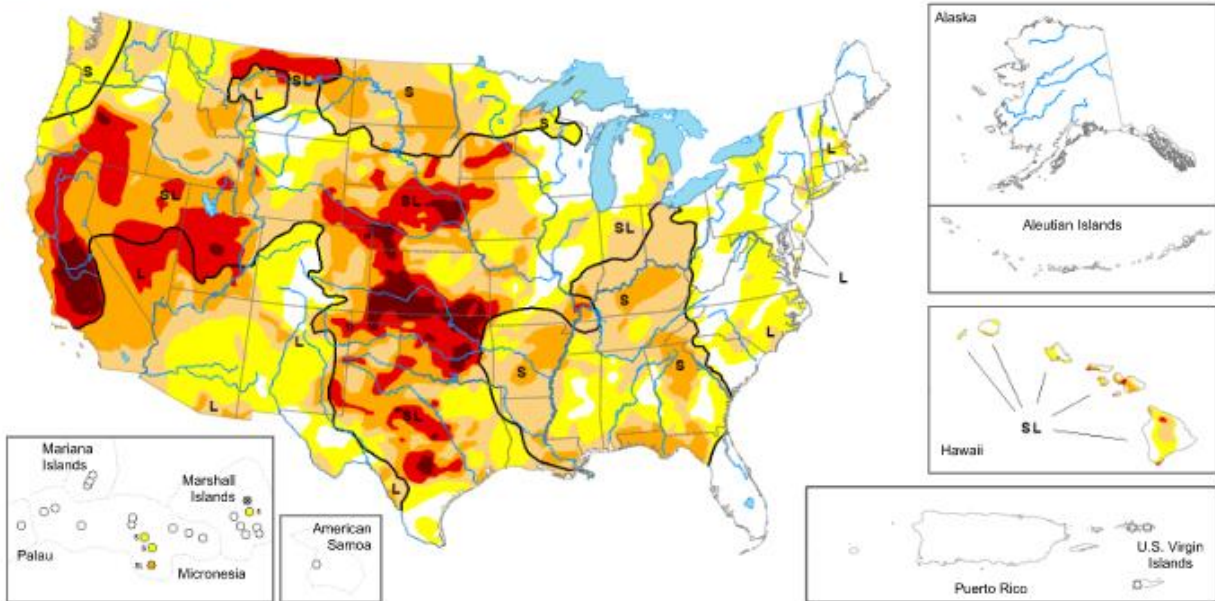 S
SL
L
S
S
SL
SL
L
L
L
SL
S
S
S
L
L
SL
L
L
L
Alaska
Aleutian Islands
SL
Hawaii
Mariana
Islands
Marshall
Islands
S
S
S
SL
Palau
Micronesia
American
Samoa
U.S. Virgin
Islands
Puerto Rico